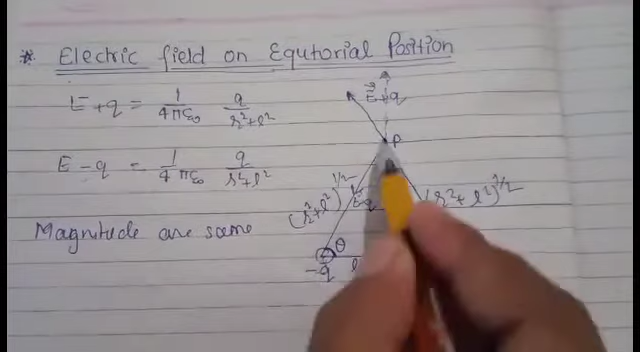 * Electric field on Equtorial Position
E+q = 1/4πε₀ q/r²+l²
E⃗+q
P
E-q = 1/4πε₀ q/r²+l²
(r²+l²)^1/2
(r²+l²)^1/2
Magnitude are same
θ
-q
l